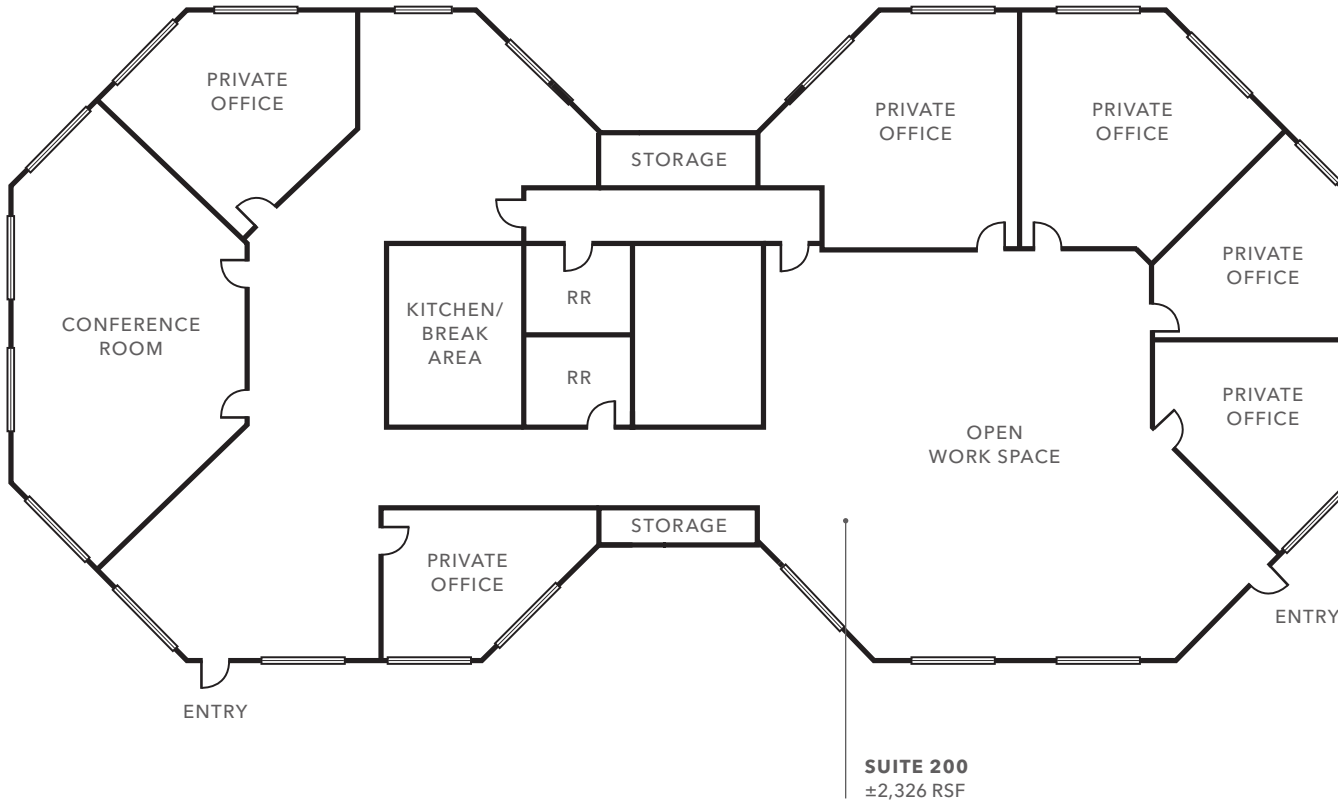 PRIVATE
OFFICE
PRIVATE
OFFICE
PRIVATE
OFFICE
STORAGE
PRIVATE
OFFICE
CONFERENCE
ROOM
KITCHEN/
BREAK
AREA
RR
RR
PRIVATE
OFFICE
OPEN
WORK SPACE
STORAGE
PRIVATE
OFFICE
ENTRY
ENTRY
SUITE 200
±2,326 RSF